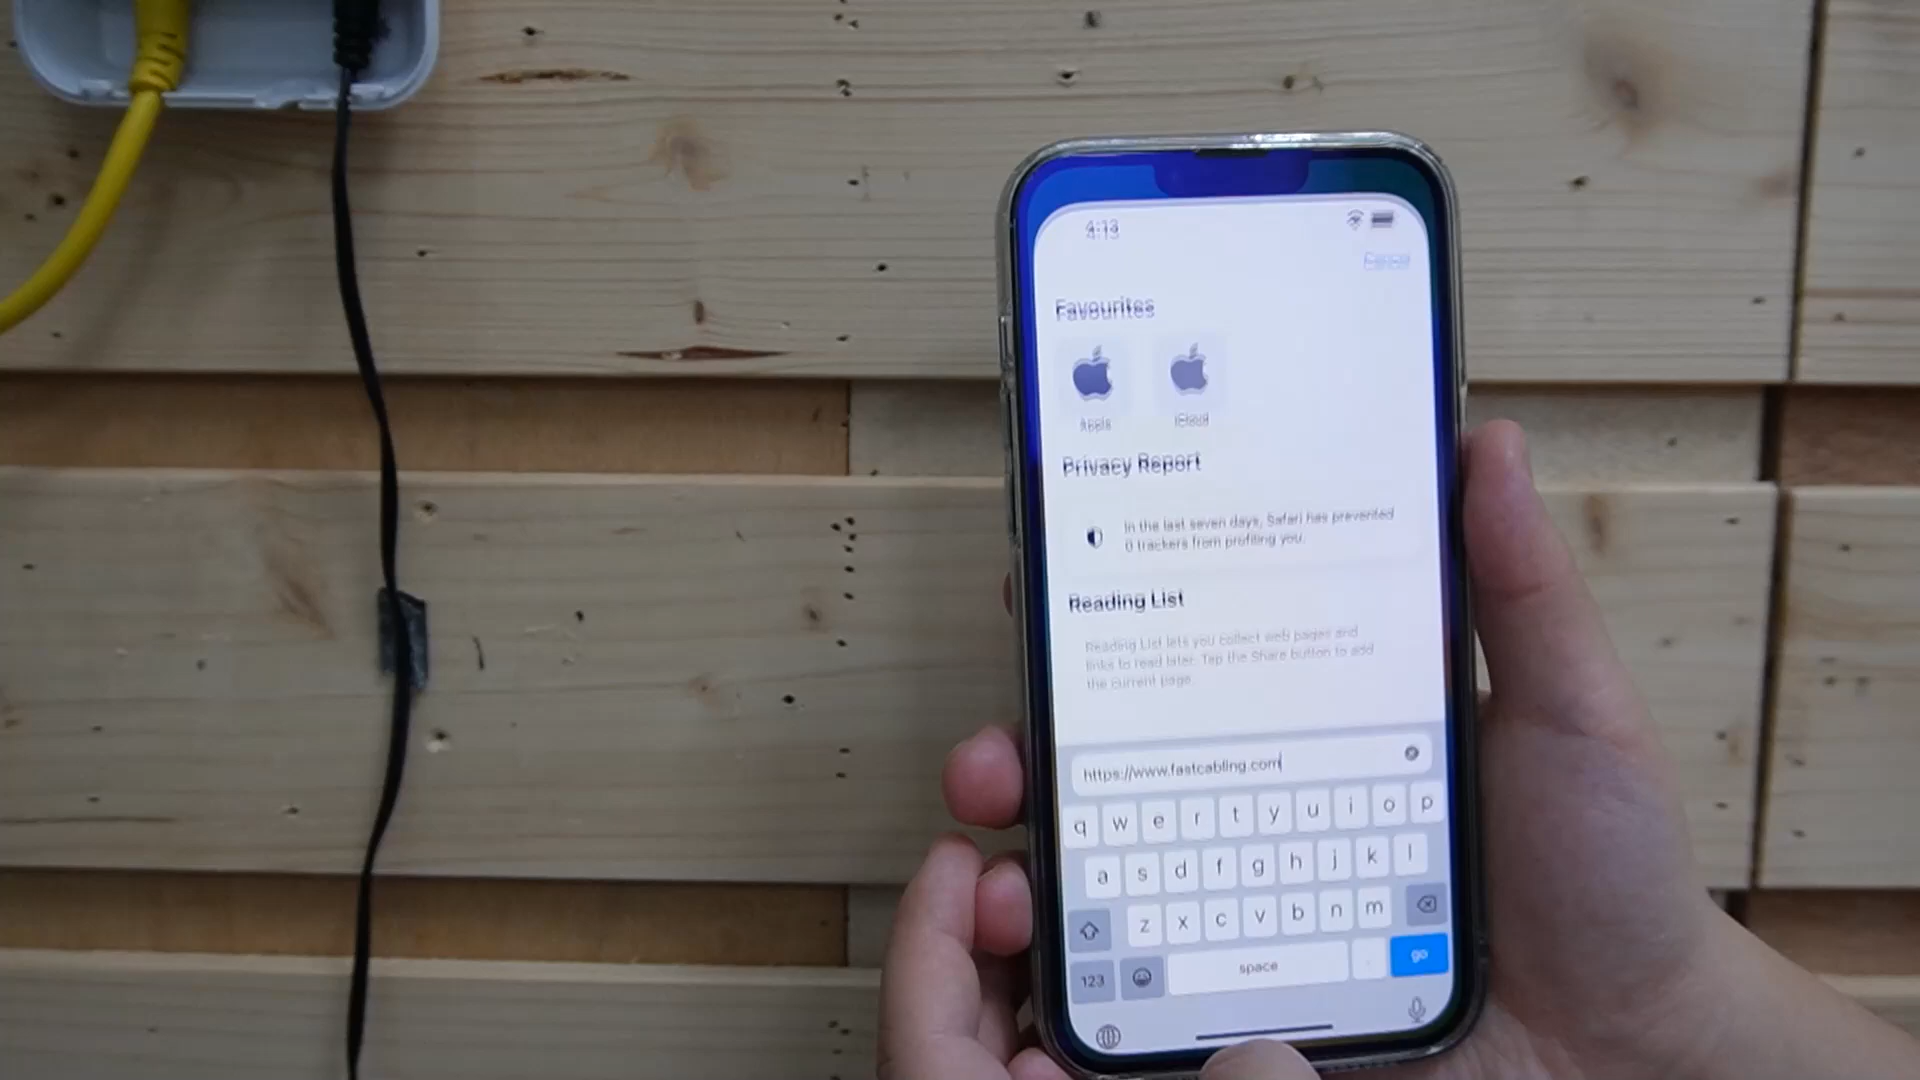 4:13
Cancel
Favourites
Apple
iCloud
Privacy Report
In the last seven days, Safari has prevented
0 trackers from profiling you.
Reading List
Reading List lets you collect web pages and
links to read later. Tap the Share button to add
the current page.
https://www.fastcabling.com
q w e r t y u i o p
a s d f g h j k l
z x c v b n m
123
space
.
go